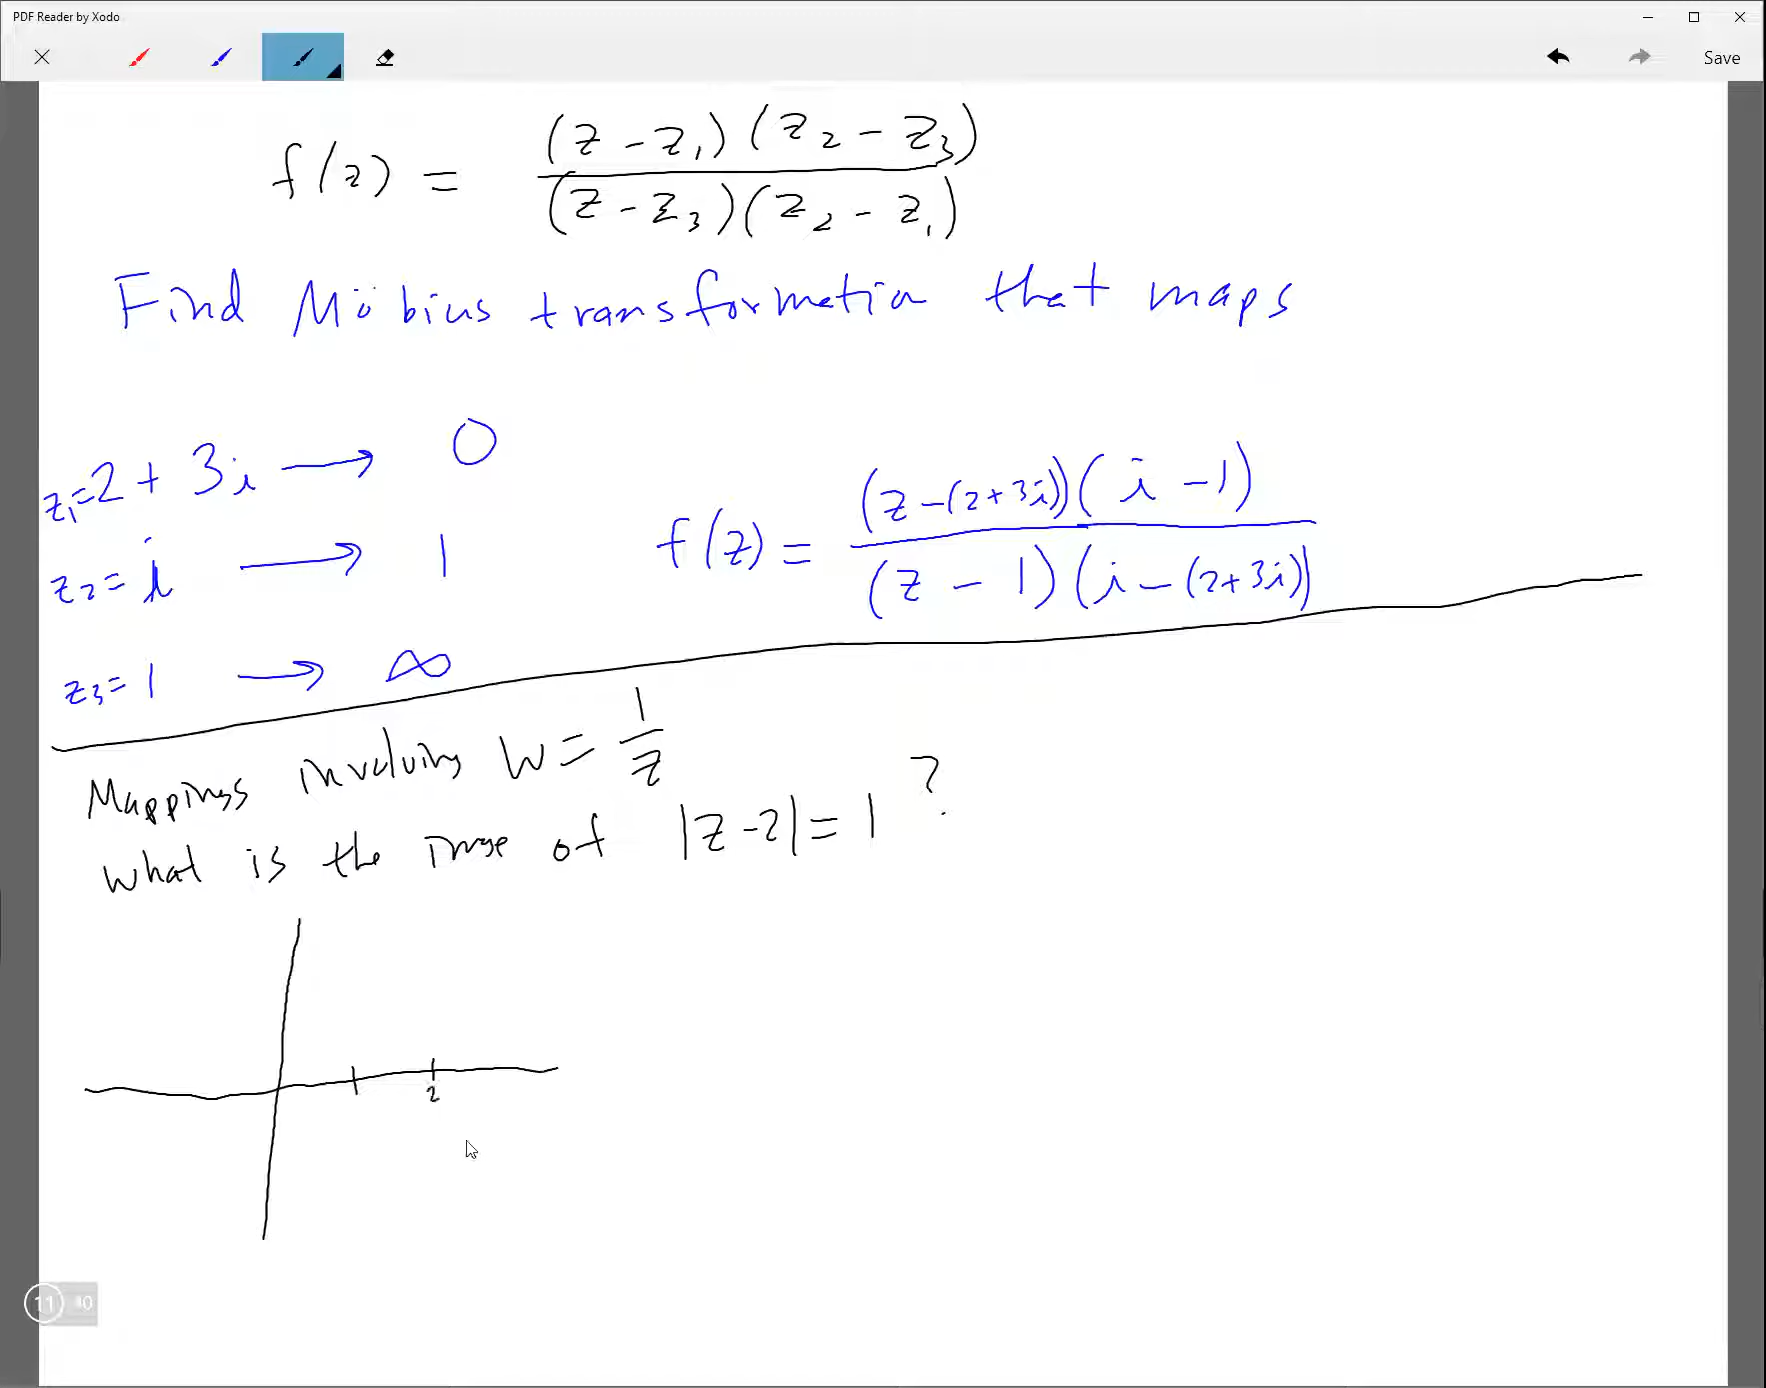 PDF Reader by Xodo
Save
f(z) = (z - z₁)(z₂ - z₃) / (z - z₃)(z₂ - z₁)
Find Möbius transformation that maps
z₁=2 + 3i → 0
z₂= i → 1
f(z) = (z-(2+3i))(i -1) / (z - 1)(i-(2+3i))
z₃= 1 → ∞
Mappings involving W = 1/z
What is the image of |z-2| = 1 ?
2
11